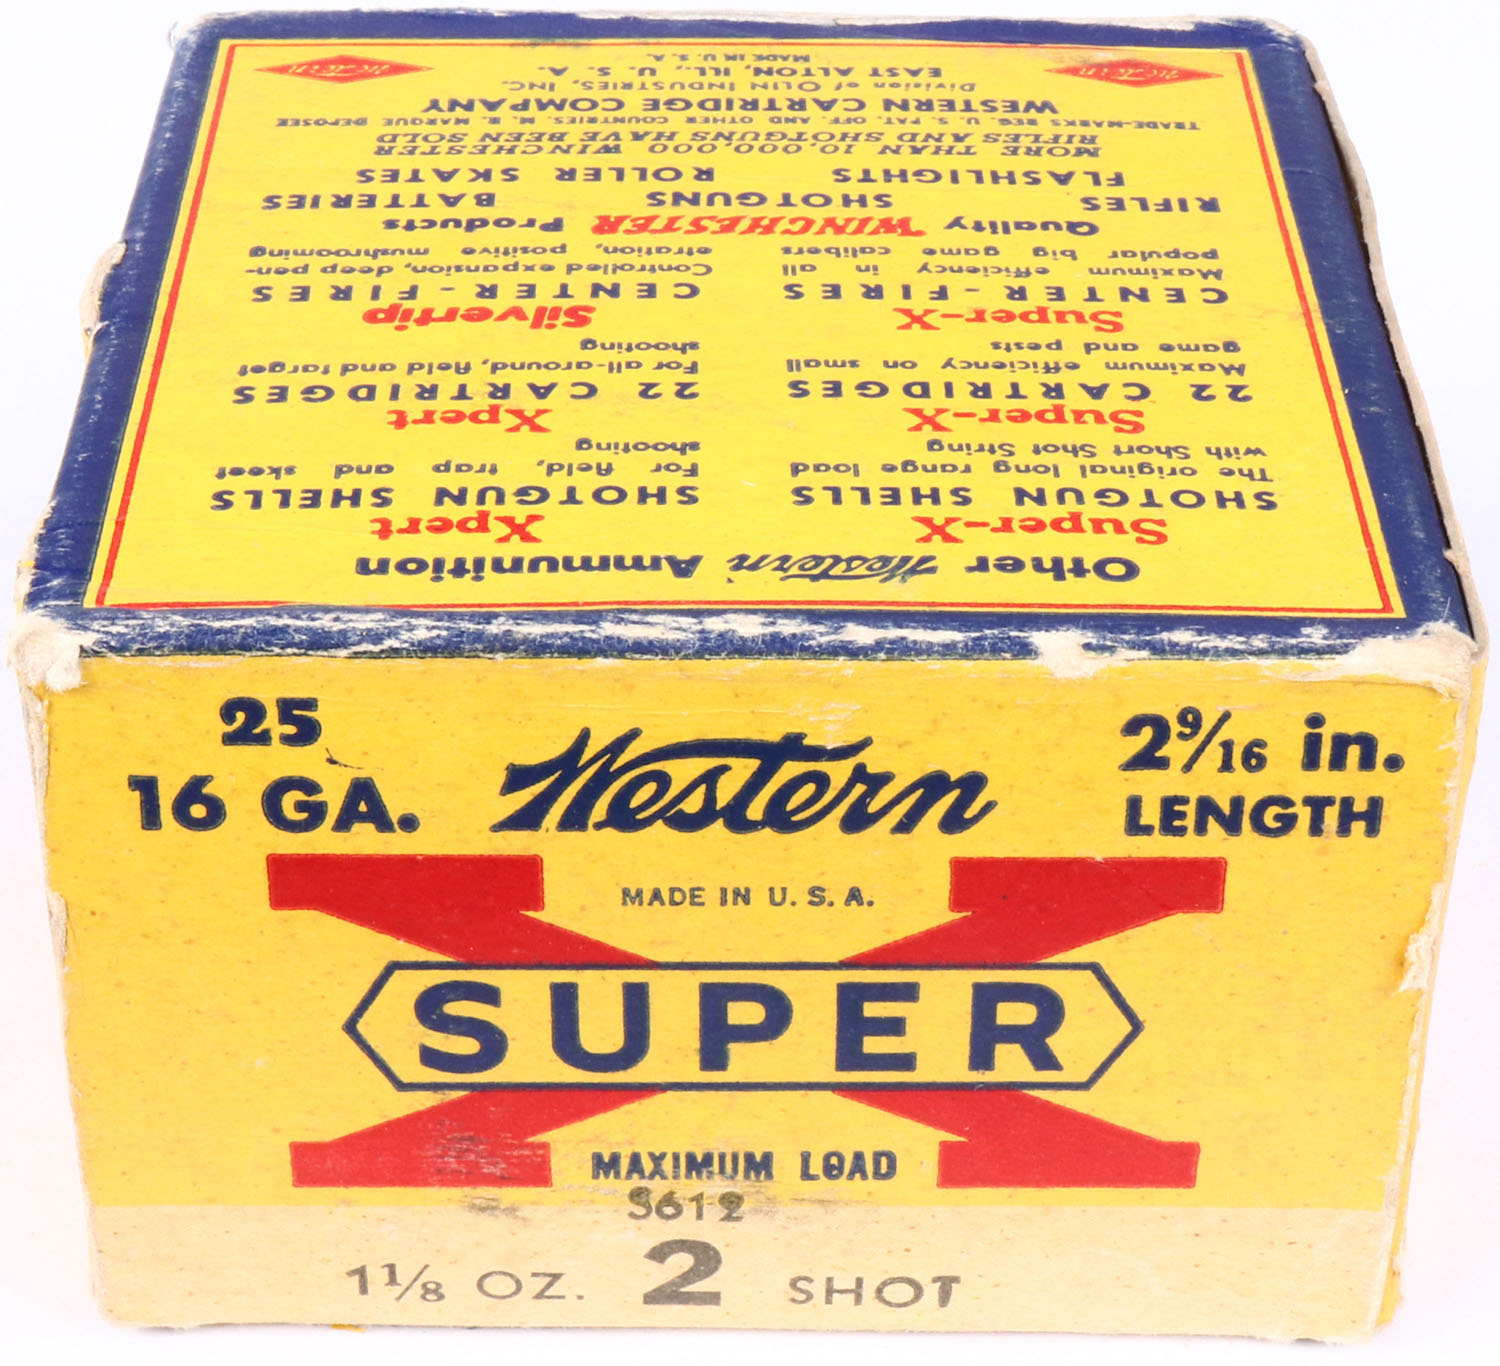 Other Western Ammunition
Super-X
SHOTGUN SHELLS
The original long range load
with Short Shot String
Xpert
SHOTGUN SHELLS
For field, trap and skeet
shooting
Super-X
22 CARTRIDGES
Maximum efficiency on small
game and pests
Xpert
22 CARTRIDGES
For all-around, field and target
shooting
Super-X
CENTER-FIRES
Maximum efficiency in all
popular big game calibers
Silvertip
CENTER-FIRES
Controlled expansion, deep pen-
etration, positive mushrooming
Quality WINCHESTER Products
RIFLES SHOTGUNS BATTERIES
FLASHLIGHTS ROLLER SKATES
MORE THAN 10,000,000 WINCHESTER
RIFLES AND SHOTGUNS HAVE BEEN SOLD
TRADE-MARKS REG. U.S. PAT. OFF. AND OTHER COUNTRIES, M. R. MARQUE DEPOSEE
WESTERN CARTRIDGE COMPANY
Division of OLIN INDUSTRIES, INC.
EAST ALTON, ILL., U. S. A.
MADE IN U. S. A.
25
16 GA.
Western
2 9/16 in.
LENGTH
MADE IN U. S. A.
SUPER X
MAXIMUM LOAD
3612
1 1/8 OZ. 2 SHOT